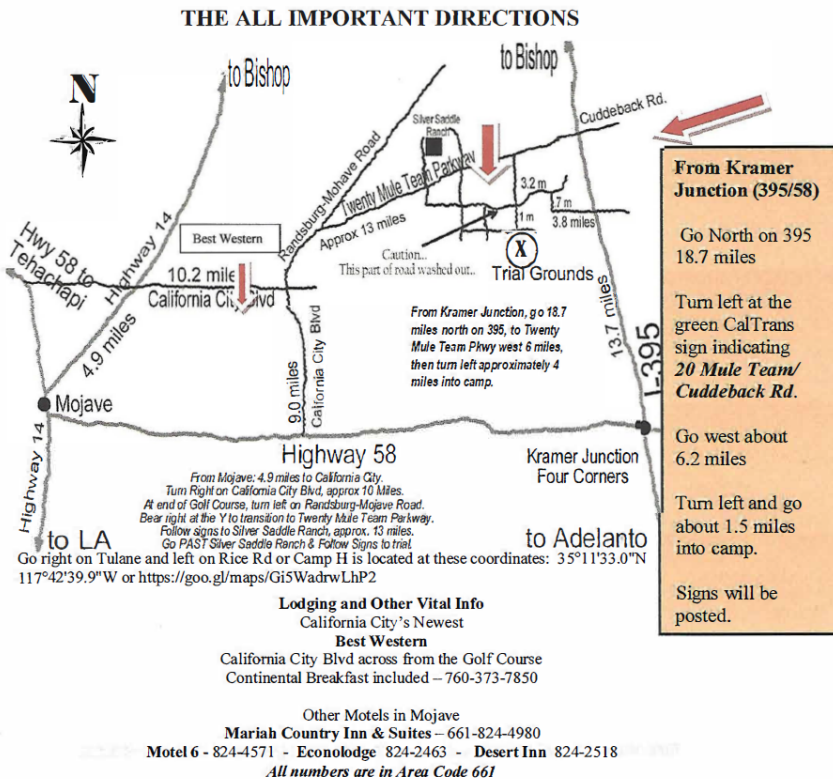 THE ALL IMPORTANT DIRECTIONS
N
to Bishop
to Bishop
Cuddeback Rd.
Silver Saddle
Ranch
Randsburg-Mohave Road
Twenty Mule Team Parkway
Approx 13 miles
3.2 m
.7 m
3.8 miles
1 m
X
Trial Grounds
Caution...
This part of road washed out..
Hwy 58 to
Tehachapi
Highway 14
Best Western
10.2 mile
California City Blvd
4.9 miles
9.0 miles
California City Blvd
13.7 miles
I-395
From Kramer Junction, go 18.7
miles north on 395, to Twenty
Mule Team Pkwy west 6 miles,
then turn left approximately 4
miles into camp.
Mojave
Highway 14
Highway 58
Kramer Junction
Four Corners
From Mojave: 4.9 miles to California City.
Turn Right on California City Blvd, approx 10 Miles.
At end of Golf Course, turn left on Randsburg-Mojave Road.
Bear right at the Y to transition to Twenty Mule Team Parkway.
Follow signs to Silver Saddle Ranch, approx. 13 miles.
Go PAST Silver Saddle Ranch & Follow Signs to trial.
to LA
to Adelanto
From Kramer
Junction (395/58)
Go North on 395
18.7 miles
Turn left at the
green CalTrans
sign indicating
20 Mule Team/
Cuddeback Rd.
Go west about
6.2 miles
Turn left and go
about 1.5 miles
into camp.
Signs will be
posted.
Go right on Tulane and left on Rice Rd or Camp H is located at these coordinates: 35°11'33.0"N
117°42'39.9"W or https://goo.gl/maps/Gi5WadrwLhP2
Lodging and Other Vital Info
California City's Newest
Best Western
California City Blvd across from the Golf Course
Continental Breakfast included – 760-373-7850
Other Motels in Mojave
Mariah Country Inn & Suites – 661-824-4980
Motel 6 - 824-4571 - Econolodge 824-2463 - Desert Inn 824-2518
All numbers are in Area Code 661